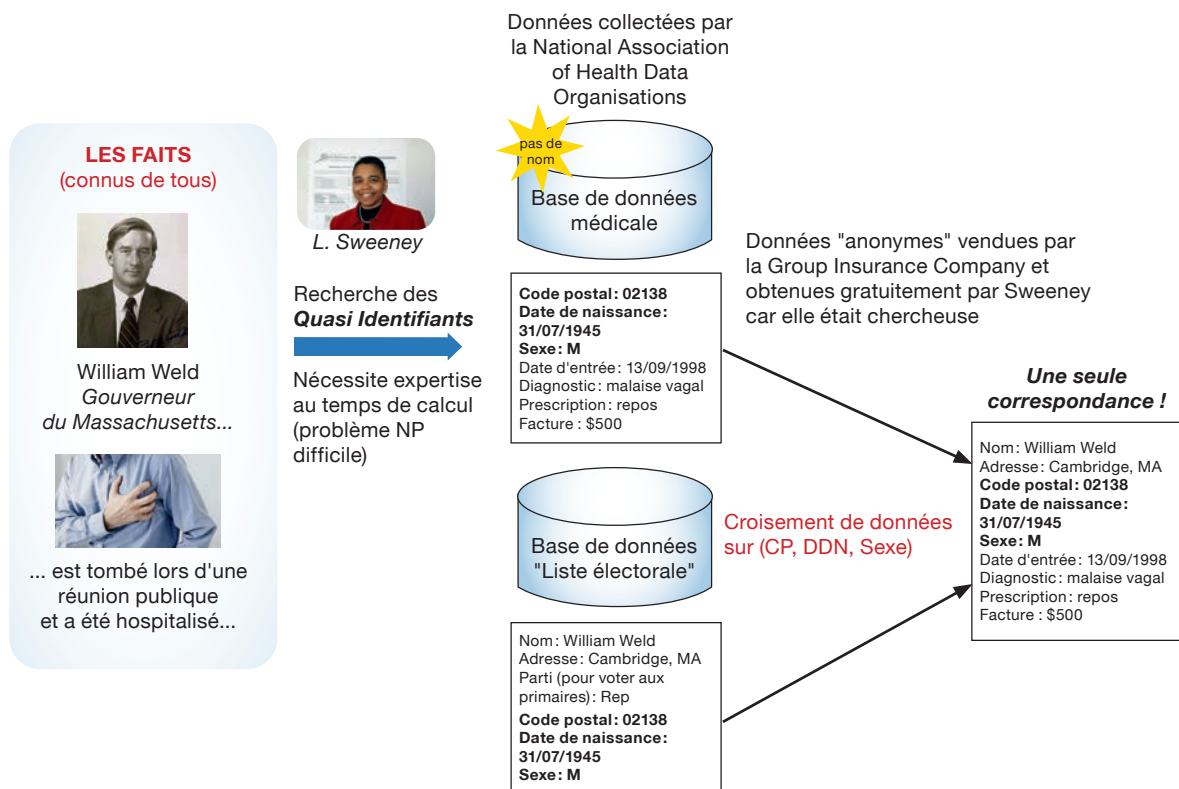 Données collectées par
la National Association
of Health Data
Organisations
LES FAITS
(connus de tous)
William Weld
Gouverneur
du Massachusetts...
... est tombé lors d'une
réunion publique
et a été hospitalisé...
L. Sweeney
Recherche des
Quasi Identifiants
Nécessite expertise
au temps de calcul
(problème NP
difficile)
pas de
nom
Base de données
médicale
Code postal : 02138
Date de naissance :
31/07/1945
Sexe : M
Date d'entrée : 13/09/1998
Diagnostic : malaise vagal
Prescription : repos
Facture : $500
Données "anonymes" vendues par
la Group Insurance Company et
obtenues gratuitement par Sweeney
car elle était chercheuse
Base de données
"Liste électorale"
Croisement de données
sur (CP, DDN, Sexe)
Nom : William Weld
Adresse : Cambridge, MA
Parti (pour voter aux
primaires) : Rep
Code postal : 02138
Date de naissance :
31/07/1945
Sexe : M
Une seule
correspondance !
Nom : William Weld
Adresse : Cambridge, MA
Code postal : 02138
Date de naissance :
31/07/1945
Sexe : M
Date d'entrée : 13/09/1998
Diagnostic : malaise vagal
Prescription : repos
Facture : $500